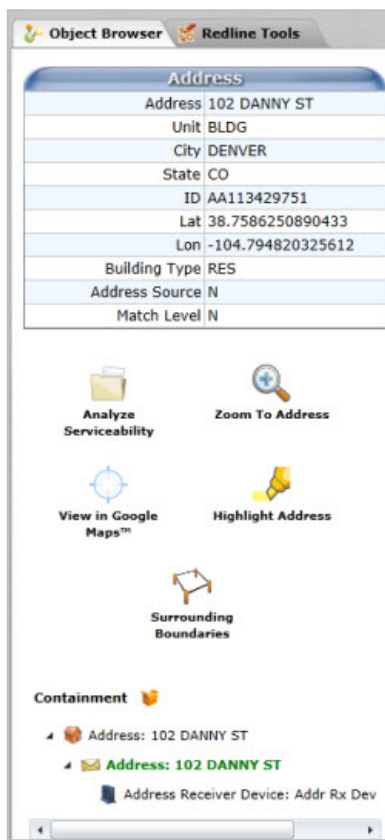 Object Browser Redline Tools
Address
Address 102 DANNY ST
Unit BLDG
City DENVER
State CO
ID AA113429751
Lat 38.7586250890433
Lon -104.794820325612
Building Type RES
Address Source N
Match Level N
Analyze Zoom To Address
Serviceability
View in Google Highlight Address
Maps™
Surrounding
Boundaries
Containment
Address: 102 DANNY ST
Address: 102 DANNY ST
Address Receiver Device: Addr Rx Dev